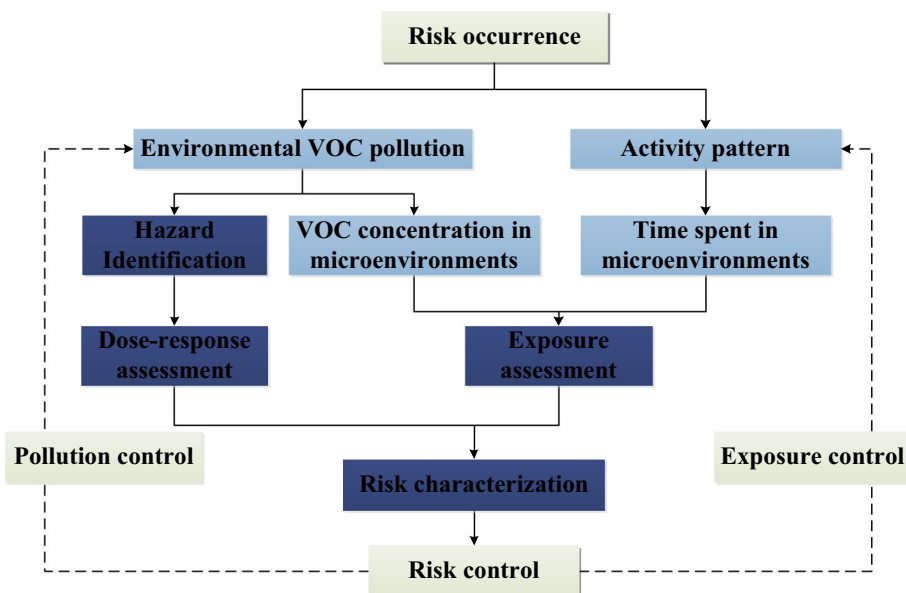 Risk occurrence
Environmental VOC pollution
Activity pattern
Hazard
Identification
VOC concentration in
microenvironments
Time spent in
microenvironments
Dose-response
assessment
Exposure
assessment
Pollution control
Exposure control
Risk characterization
Risk control